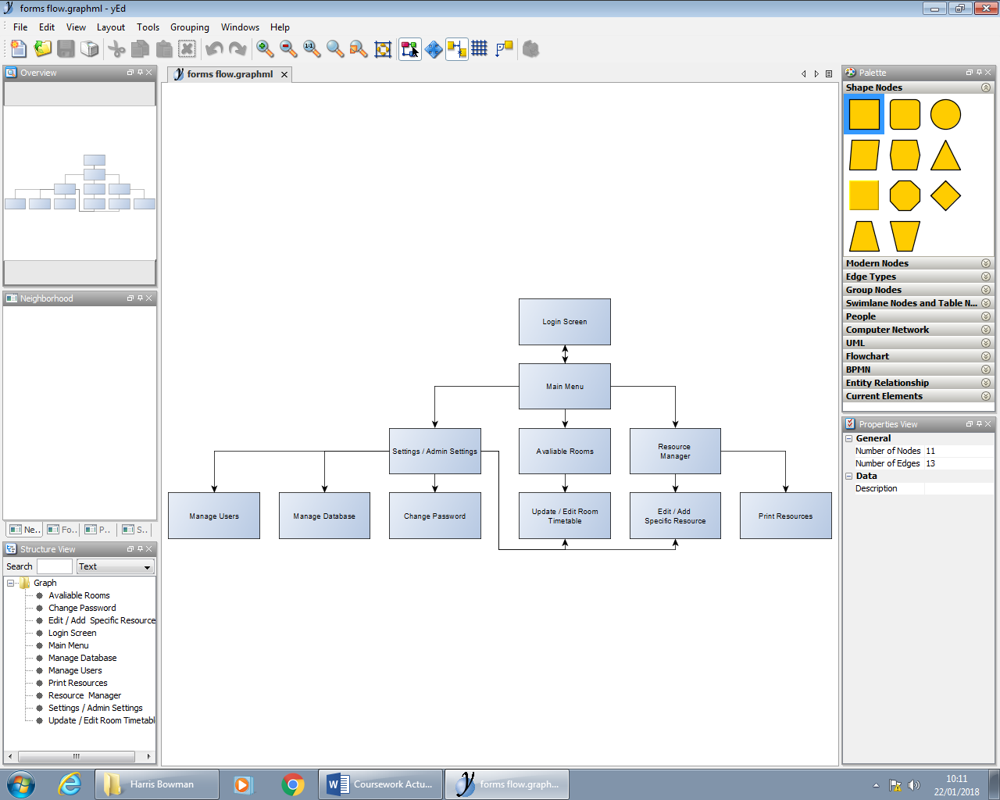 forms flow.graphml - yEd
File Edit View Layout Tools Grouping Windows Help
1:1
Overview
forms flow.graphml
Palette
Shape Nodes
Modern Nodes
Edge Types
Group Nodes
Swimlane Nodes and Table N...
People
Computer Network
UML
Flowchart
BPMN
Entity Relationship
Current Elements
Neighborhood
Login Screen
Main Menu
Settings / Admin Settings
Avaliable Rooms
Resource
Manager
Manage Users
Manage Database
Change Password
Update / Edit Room
Timetable
Edit / Add
Specific Resource
Print Resources
Properties View
General
Number of Nodes 11
Number of Edges 13
Data
Description
Ne.. Fo.. P.. S..
Structure View
Search Text
Graph
Avaliable Rooms
Change Password
Edit / Add  Specific Resource
Login Screen
Main Menu
Manage Database
Manage Users
Print Resources
Resource  Manager
Settings / Admin Settings
Update / Edit Room Timetabl
Harris Bowman
Coursework Actu...
forms flow.graph...
10:11
22/01/2018